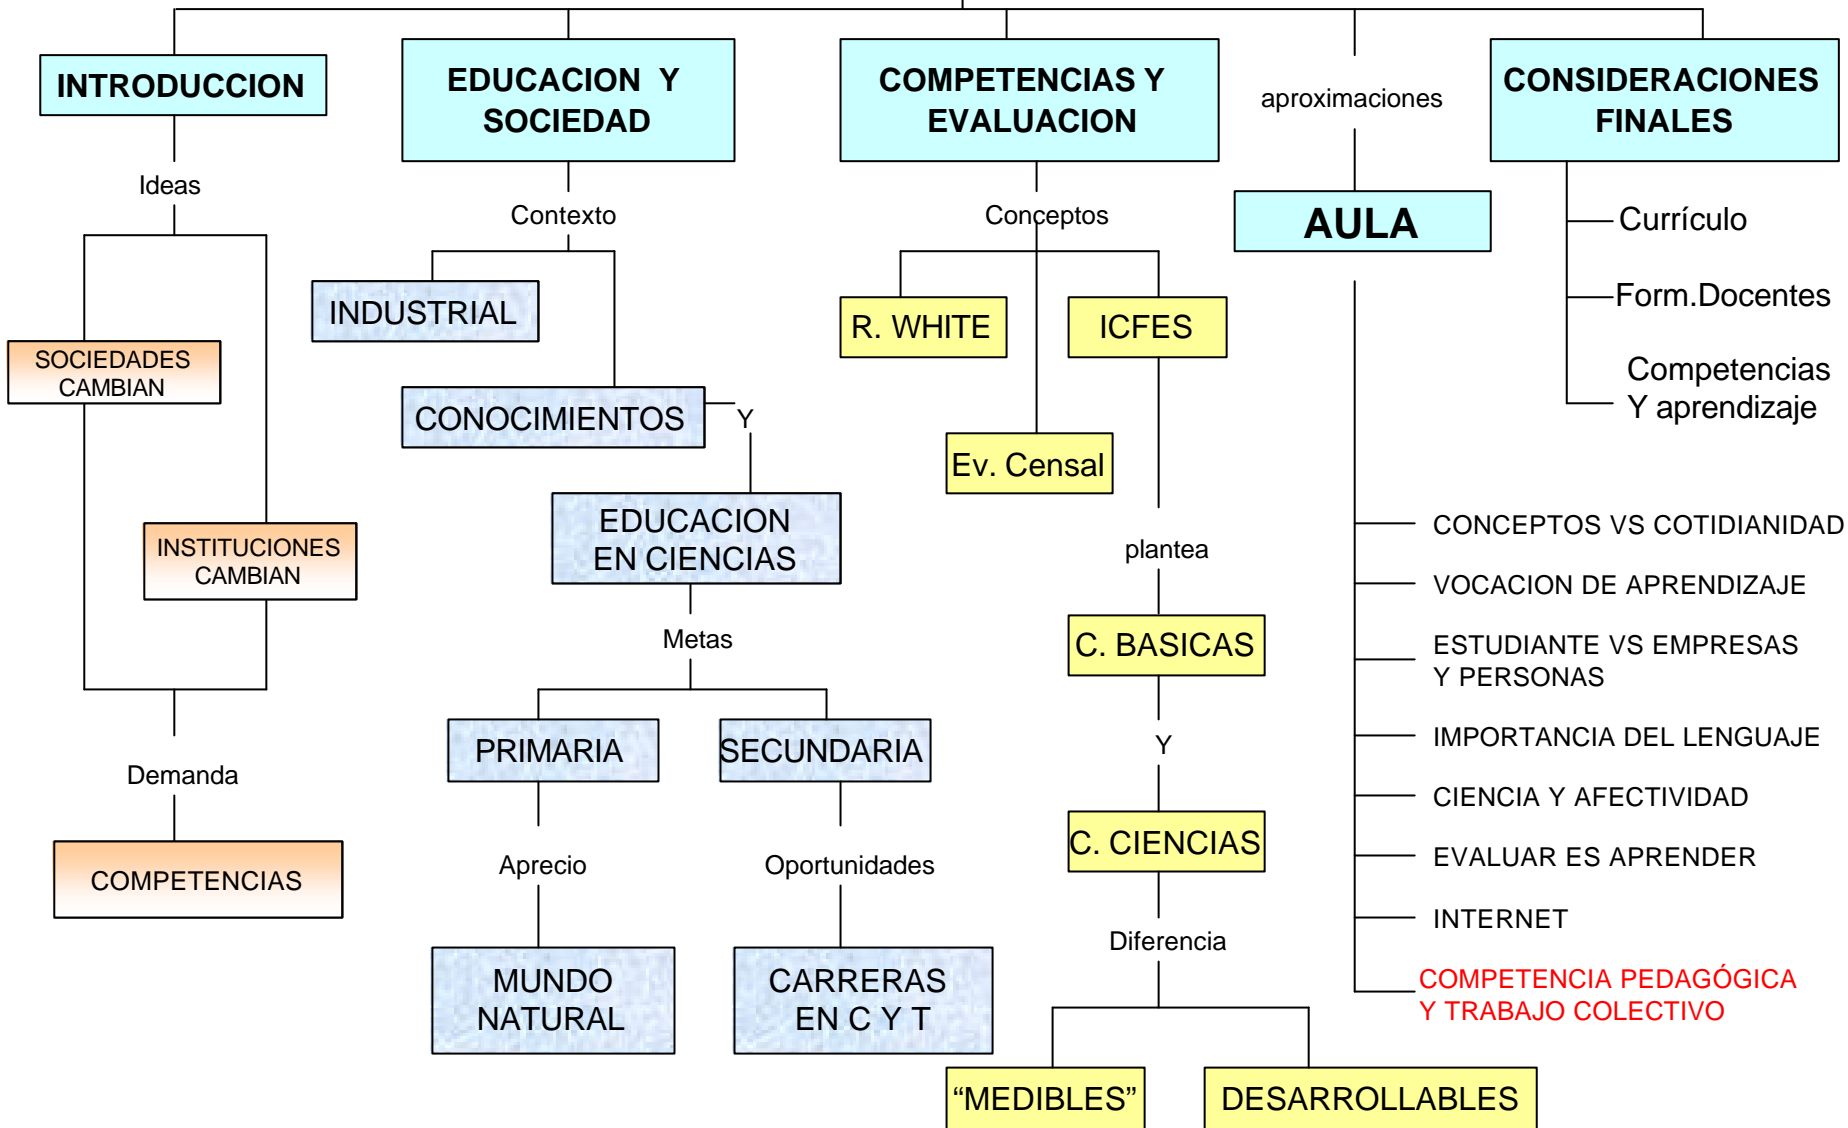 INTRODUCCION
Ideas
SOCIEDADES
CAMBIAN
INSTITUCIONES
CAMBIAN
Demanda
COMPETENCIAS
EDUCACION Y
SOCIEDAD
Contexto
INDUSTRIAL
CONOCIMIENTOS
Y
EDUCACION
EN CIENCIAS
Metas
PRIMARIA
SECUNDARIA
Aprecio
Oportunidades
MUNDO
NATURAL
CARRERAS
EN C Y T
COMPETENCIAS Y
EVALUACION
Conceptos
R. WHITE
ICFES
Ev. Censal
plantea
C. BASICAS
Y
C. CIENCIAS
Diferencia
“MEDIBLES”
DESARROLLABLES
aproximaciones
AULA
CONCEPTOS VS COTIDIANIDAD
VOCACION DE APRENDIZAJE
ESTUDIANTE VS EMPRESAS
Y PERSONAS
IMPORTANCIA DEL LENGUAJE
CIENCIA Y AFECTIVIDAD
EVALUAR ES APRENDER
INTERNET
COMPETENCIA PEDAGÓGICA
Y TRABAJO COLECTIVO
CONSIDERACIONES
FINALES
Currículo
Form.Docentes
Competencias
Y aprendizaje